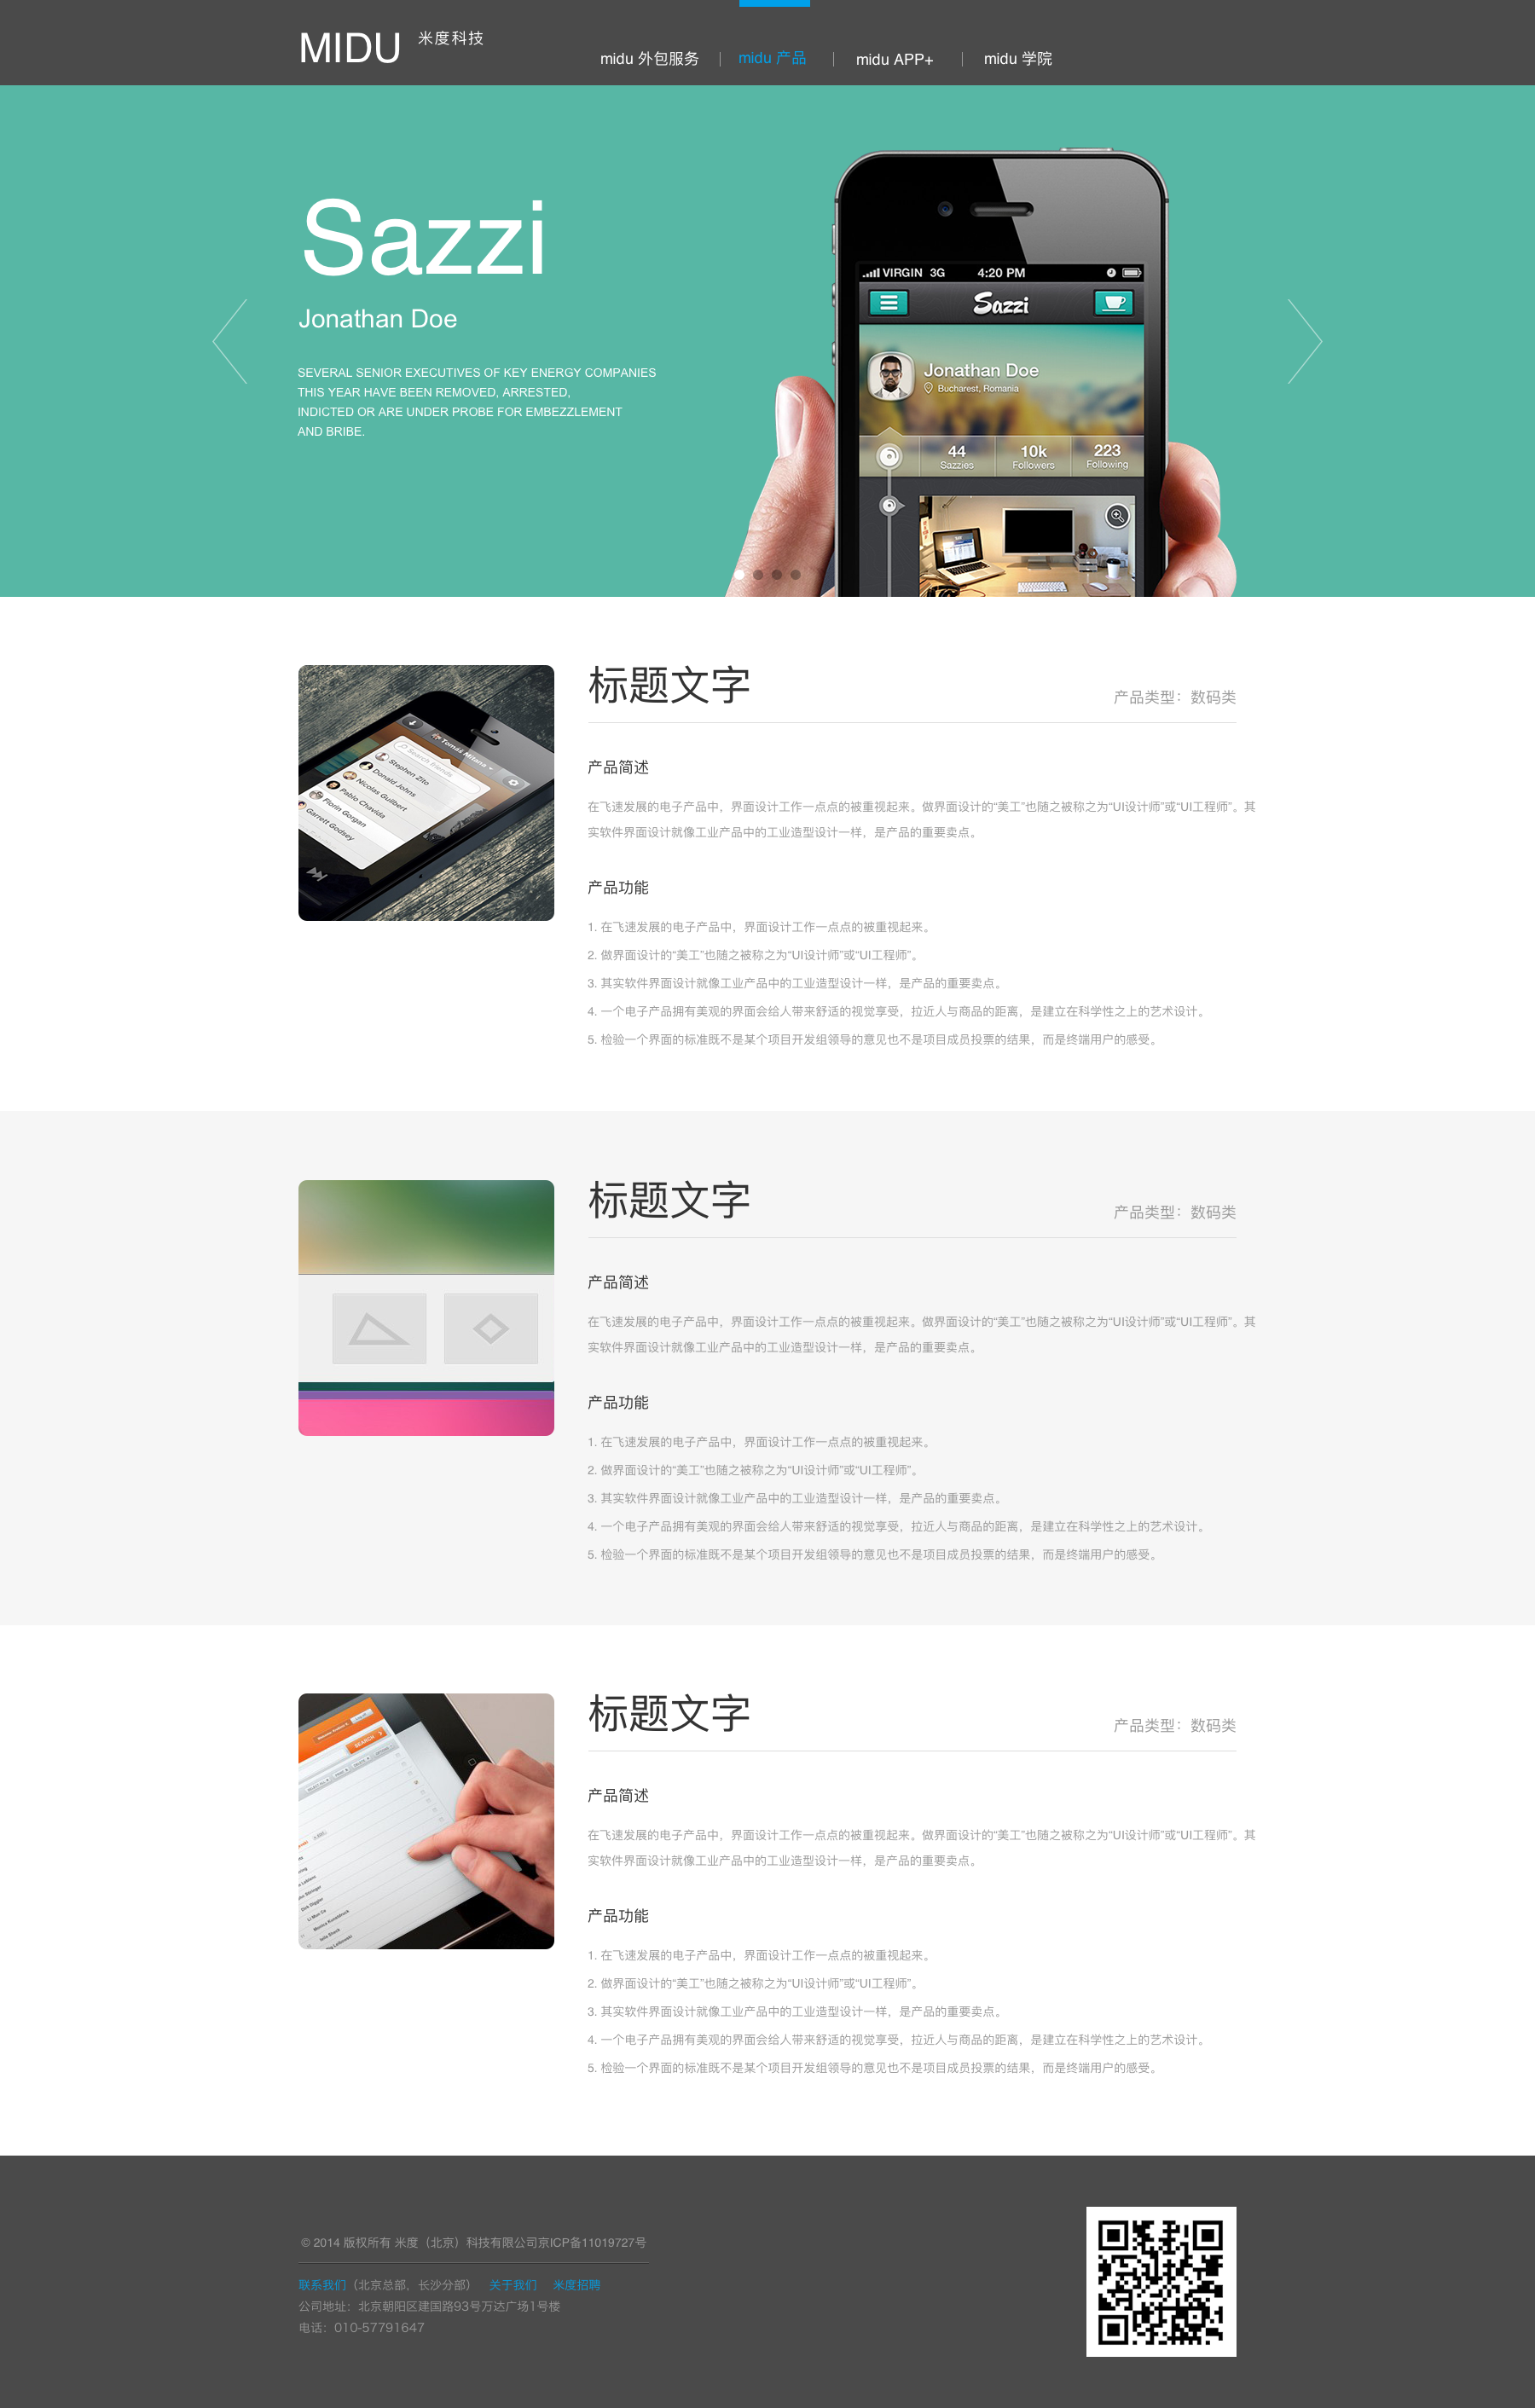 MIDU 米度科技
midu 外包服务 midu 产品 midu APP+ midu 学院
Sazzi
Jonathan Doe
SEVERAL SENIOR EXECUTIVES OF KEY ENERGY COMPANIES
THIS YEAR HAVE BEEN REMOVED, ARRESTED,
INDICTED OR ARE UNDER PROBE FOR EMBEZZLEMENT
AND BRIBE.
VIRGIN 3G 4:20 PM
Sazzi
Jonathan Doe
Bucharest, Romania
44 10k 223
Sazzies Followers Following
标题文字
产品类型：数码类
Tomáš Mitana
Search friends
Stephen Zito
Donald Johns
Nicolas Guilbert
Pablo Chavida
Florin Gorgan
Garrett Godsey
产品简述
在飞速发展的电子产品中，界面设计工作一点点的被重视起来。做界面设计的“美工”也随之被称之为“UI设计师”或“UI工程师”。其
实软件界面设计就像工业产品中的工业造型设计一样，是产品的重要卖点。
产品功能
1. 在飞速发展的电子产品中，界面设计工作一点点的被重视起来。
2. 做界面设计的“美工”也随之被称之为“UI设计师”或“UI工程师”。
3. 其实软件界面设计就像工业产品中的工业造型设计一样，是产品的重要卖点。
4. 一个电子产品拥有美观的界面会给人带来舒适的视觉享受，拉近人与商品的距离，是建立在科学性之上的艺术设计。
5. 检验一个界面的标准既不是某个项目开发组领导的意见也不是项目成员投票的结果，而是终端用户的感受。
标题文字
产品类型：数码类
产品简述
在飞速发展的电子产品中，界面设计工作一点点的被重视起来。做界面设计的“美工”也随之被称之为“UI设计师”或“UI工程师”。其
实软件界面设计就像工业产品中的工业造型设计一样，是产品的重要卖点。
产品功能
1. 在飞速发展的电子产品中，界面设计工作一点点的被重视起来。
2. 做界面设计的“美工”也随之被称之为“UI设计师”或“UI工程师”。
3. 其实软件界面设计就像工业产品中的工业造型设计一样，是产品的重要卖点。
4. 一个电子产品拥有美观的界面会给人带来舒适的视觉享受，拉近人与商品的距离，是建立在科学性之上的艺术设计。
5. 检验一个界面的标准既不是某个项目开发组领导的意见也不是项目成员投票的结果，而是终端用户的感受。
标题文字
产品类型：数码类
SEARCH
产品简述
在飞速发展的电子产品中，界面设计工作一点点的被重视起来。做界面设计的“美工”也随之被称之为“UI设计师”或“UI工程师”。其
实软件界面设计就像工业产品中的工业造型设计一样，是产品的重要卖点。
产品功能
1. 在飞速发展的电子产品中，界面设计工作一点点的被重视起来。
2. 做界面设计的“美工”也随之被称之为“UI设计师”或“UI工程师”。
3. 其实软件界面设计就像工业产品中的工业造型设计一样，是产品的重要卖点。
4. 一个电子产品拥有美观的界面会给人带来舒适的视觉享受，拉近人与商品的距离，是建立在科学性之上的艺术设计。
5. 检验一个界面的标准既不是某个项目开发组领导的意见也不是项目成员投票的结果，而是终端用户的感受。
© 2014 版权所有 米度（北京）科技有限公司京ICP备11019727号
联系我们（北京总部，长沙分部） 关于我们 米度招聘
公司地址：北京朝阳区建国路93号万达广场1号楼
电话：010-57791647